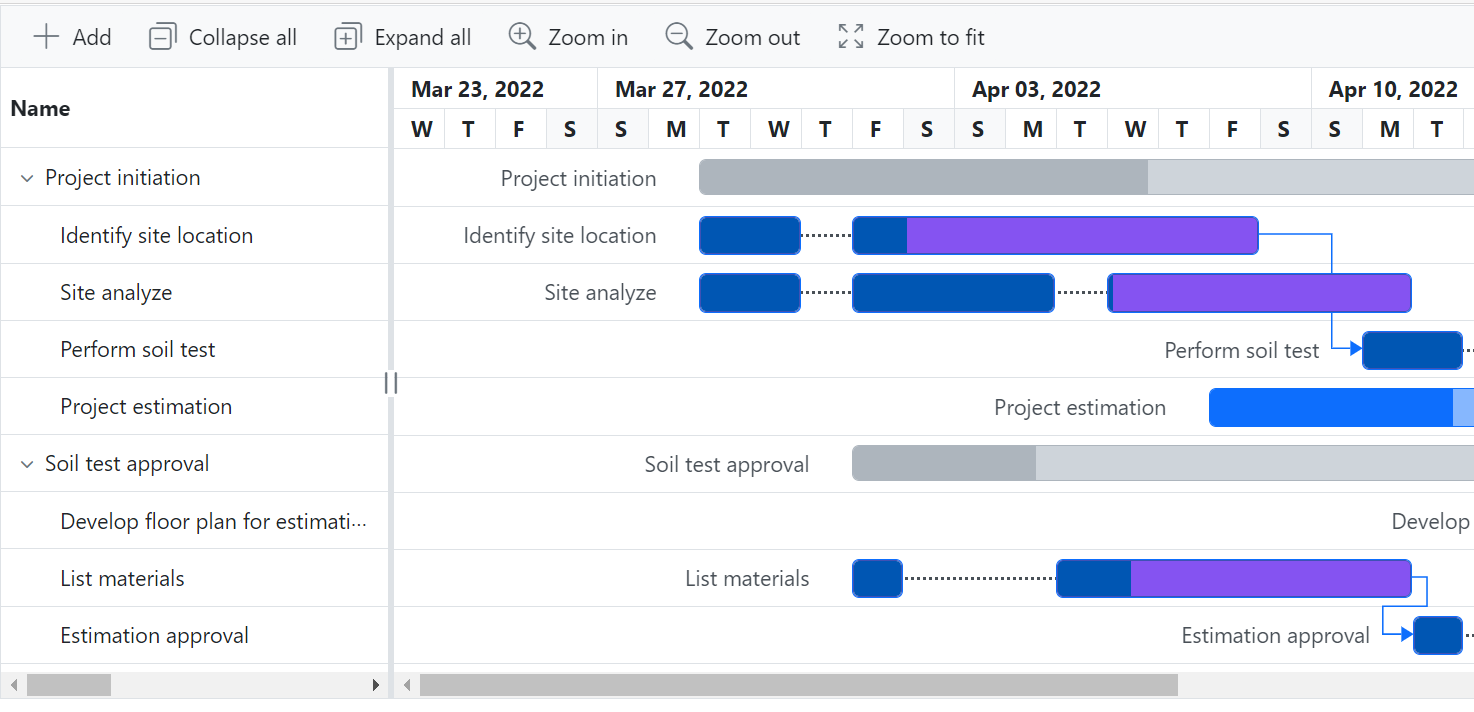 Add Collapse all Expand all Zoom in Zoom out Zoom to fit
Name
Mar 23, 2022 Mar 27, 2022 Apr 03, 2022 Apr 10, 2022
W T F S S M T W T F S S M T W T F S S M T
Project initiation Project initiation
Identify site location Identify site location
Site analyze Site analyze
Perform soil test Perform soil test
Project estimation Project estimation
Soil test approval Soil test approval
Develop floor plan for estimati... Develop
List materials List materials
Estimation approval Estimation approval